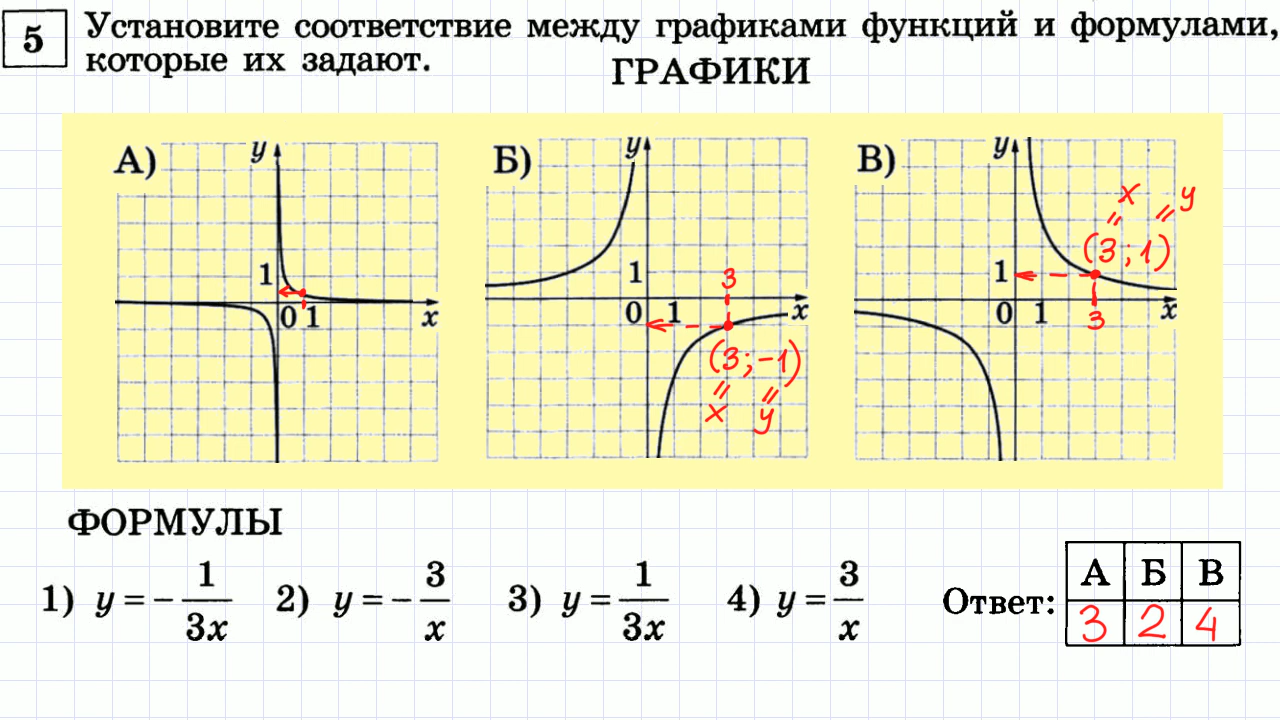 5 Установите соответствие между графиками функций и формулами,
которые их задают.
ГРАФИКИ
А) y 1 0 1 x
Б) y 1 0 1 x 3 (3;-1) x y
В) y 1 0 1 x 3 (3;1) x y
ФОРМУЛЫ
1) y = - 1/3x 2) y = - 3/x 3) y = 1/3x 4) y = 3/x
Ответ:
А Б В
3 2 4